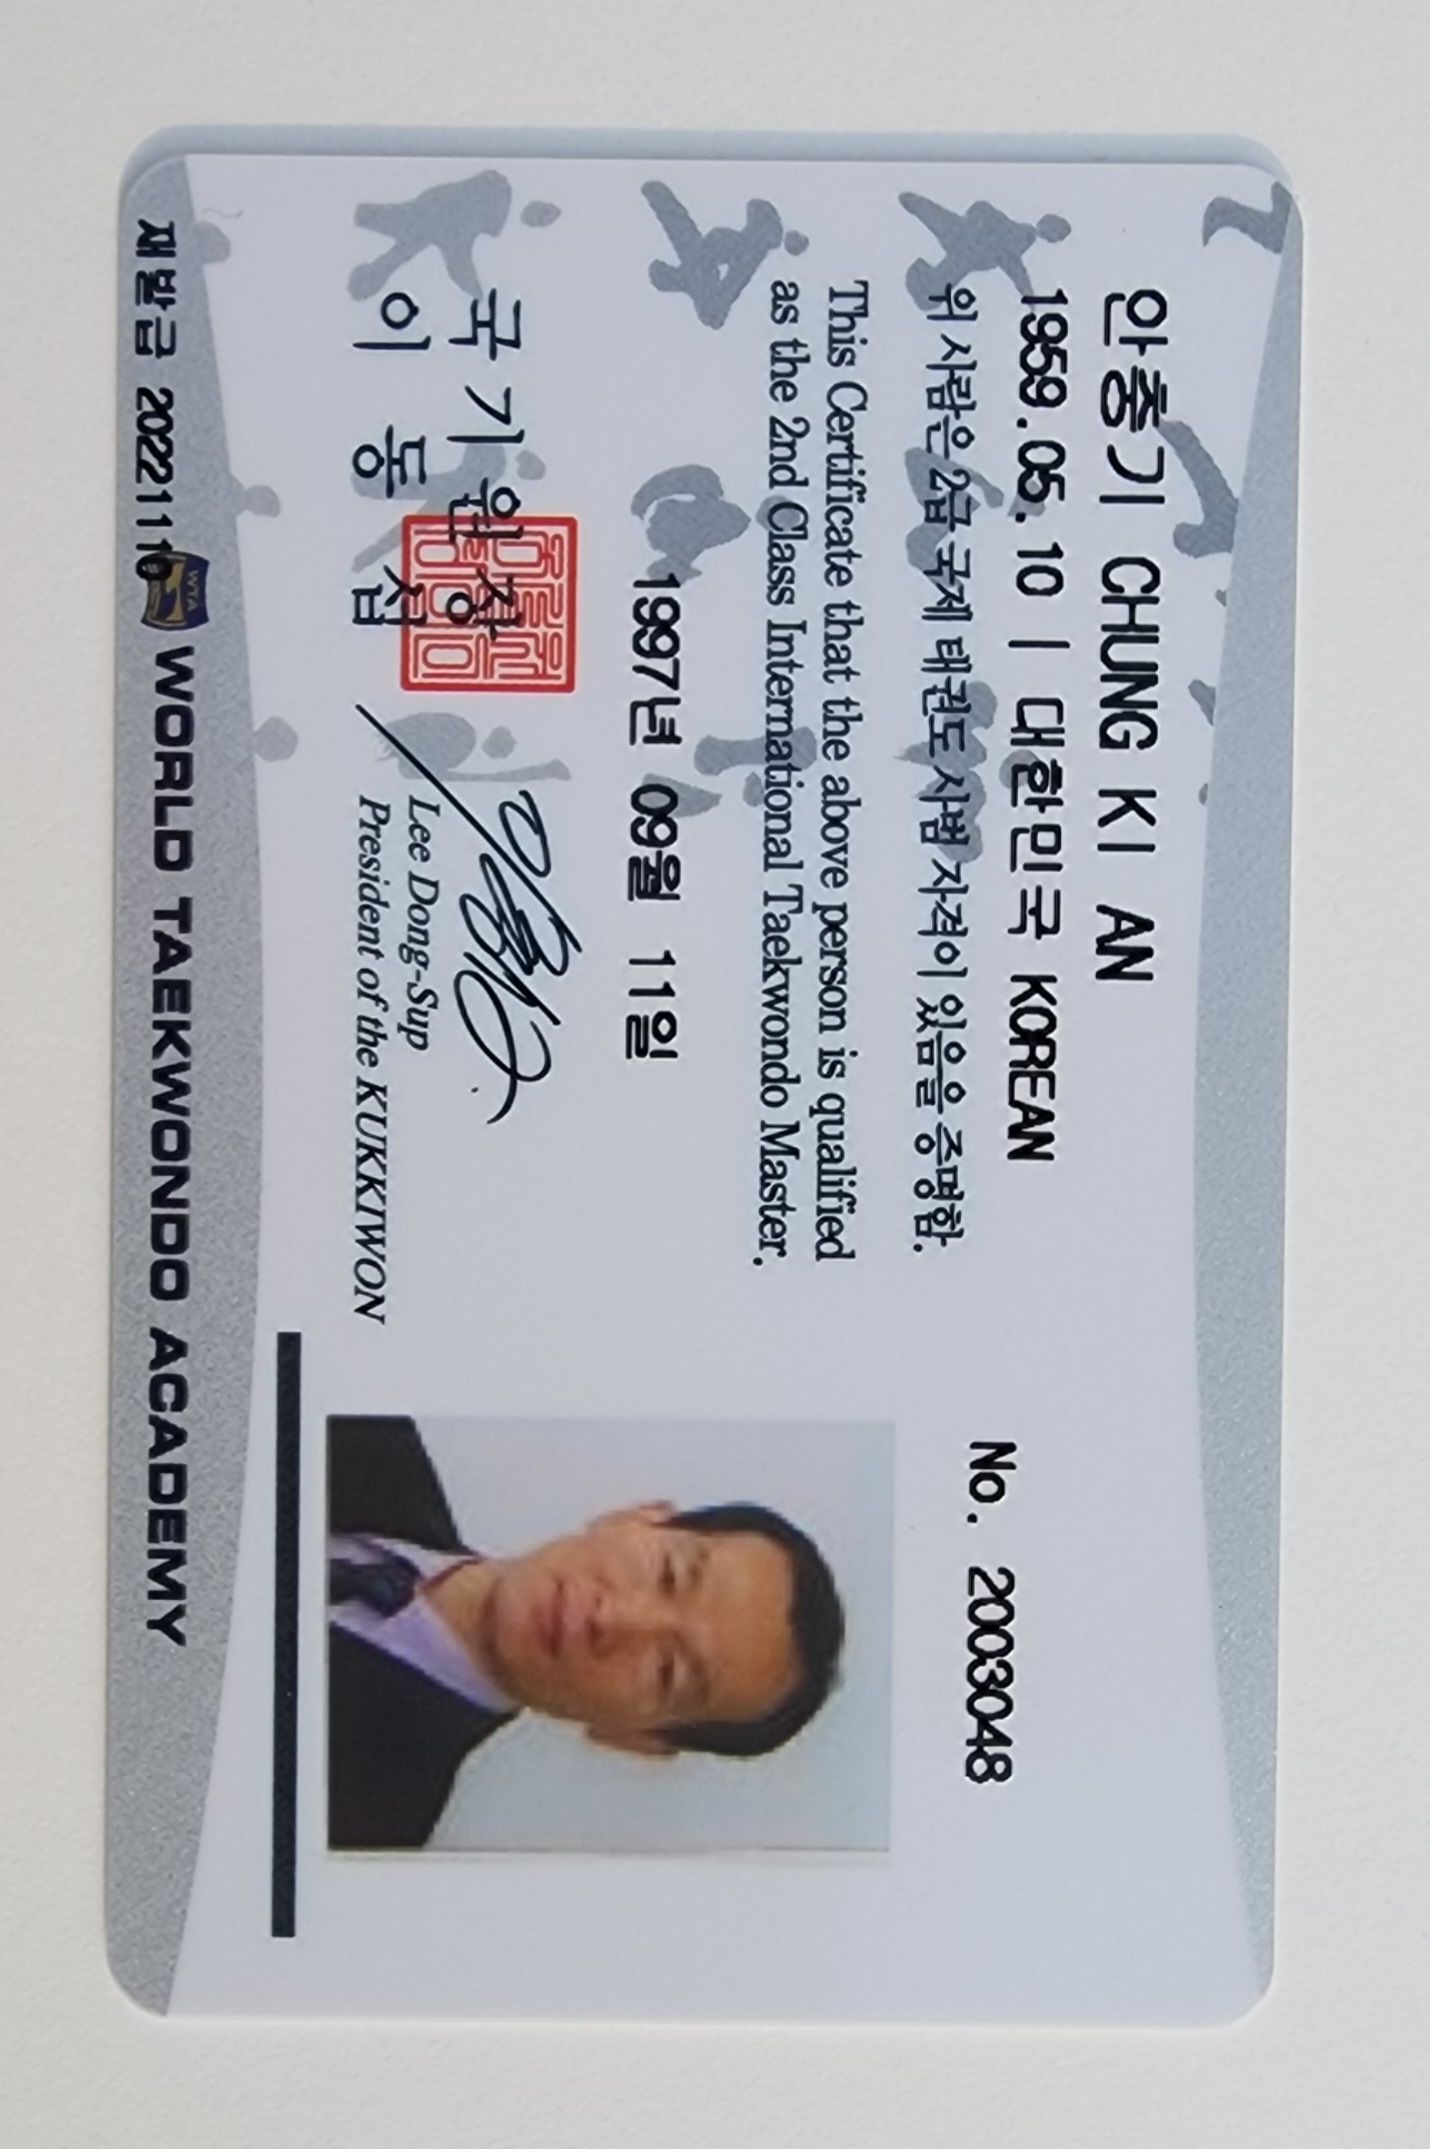 안충기 CHUNG KI AN
1959.05.10 | 대한민국 KOREAN
No. 2003048
위 사람은 2급 국제 태권도 사범 자격이 있음을 증명함.
This Certificate that the above person is qualified
as the 2nd Class International Taekwondo Master.
1997년 09월 11일
국 기 원 장
이 동 섭
Lee Dong-Sup
President of the KUKKIWON
재발급 20221110
WTA
WORLD TAEKWONDO ACADEMY